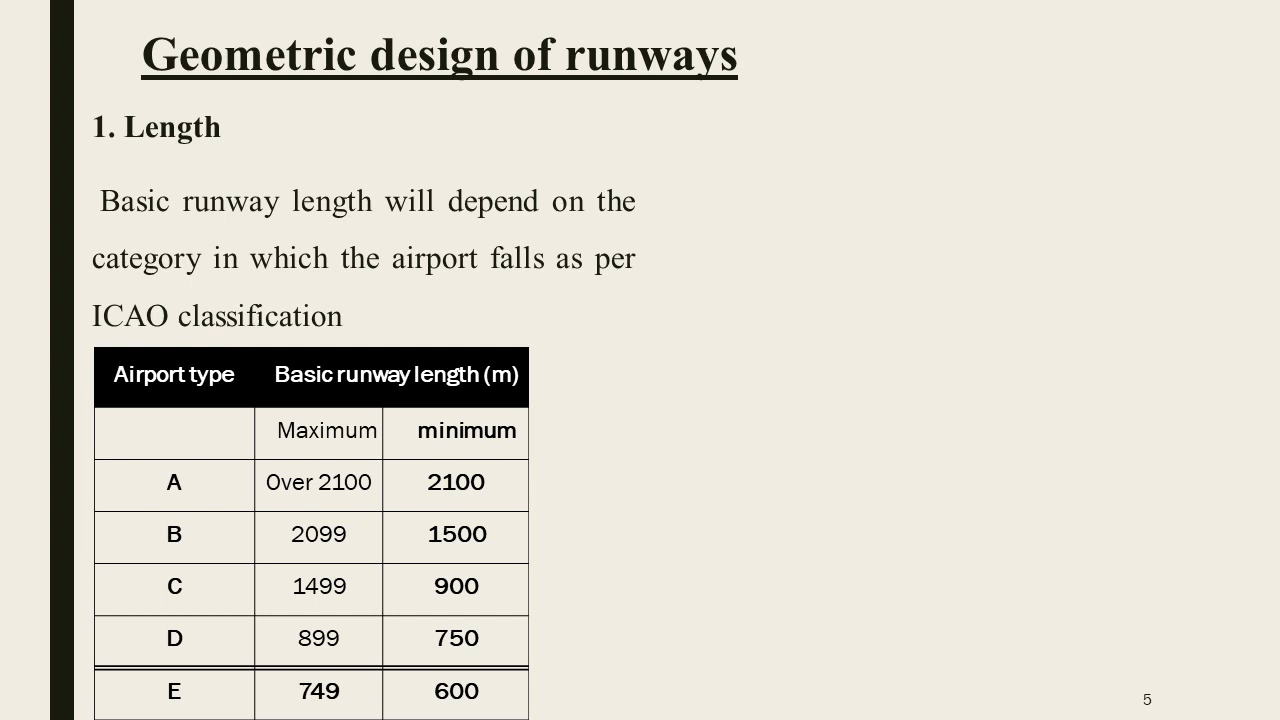 Geometric design of runways
1. Length
Basic runway length will depend on the
category in which the airport falls as per
ICAO classification
Airport type Basic runway length (m)
Maximum minimum
A Over 2100 2100
B 2099 1500
C 1499 900
D 899 750
E 749 600
5